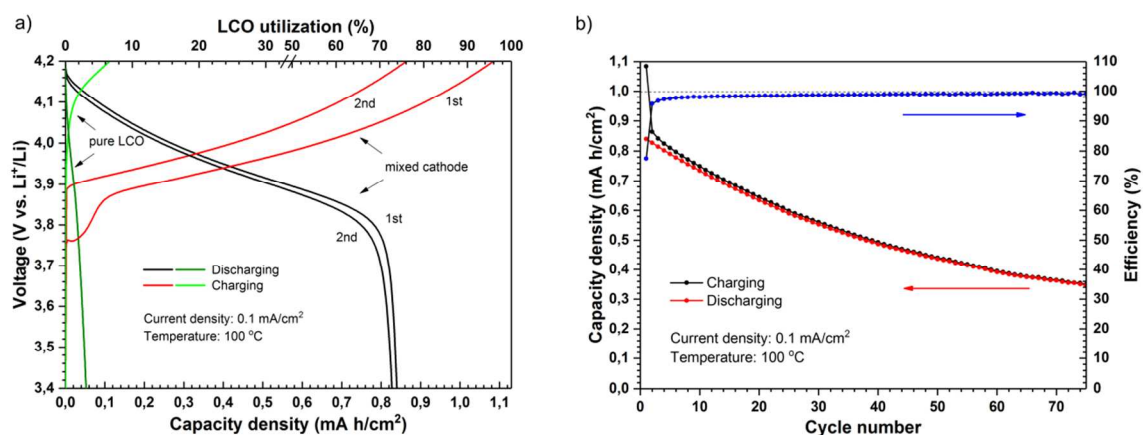 a)
LCO utilization (%)
0 10 20 30 50 60 70 80 90 100
4,2
4,1
4,0
3,9
3,8
3,7
3,6
3,5
3,4
Voltage (V vs. Li⁺/Li)
pure LCO
2nd
1st
mixed cathode
1st
2nd
Discharging
Charging
Current density: 0.1 mA/cm²
Temperature: 100 °C
0,0 0,1 0,2 0,3 0,4 0,5 0,6 0,7 0,8 0,9 1,0 1,1
Capacity density (mA h/cm²)
b)
1,1
1,0
0,9
0,8
0,7
0,6
0,5
0,4
0,3
0,2
0,1
0,0
Capacity density (mA h/cm²)
Charging
Discharging
Current density: 0.1 mA/cm²
Temperature: 100 °C
110
100
90
80
70
60
50
40
30
20
10
0
Efficiency (%)
0 10 20 30 40 50 60 70
Cycle number